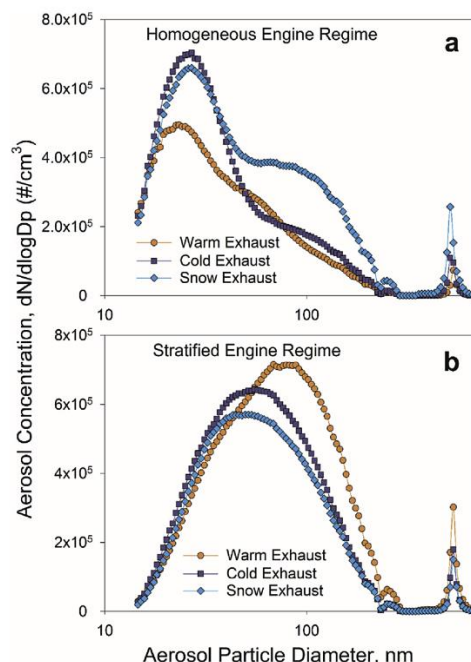 Homogeneous Engine Regime
a
8.0x10⁵
6.0x10⁵
4.0x10⁵
2.0x10⁵
0
Warm Exhaust
Cold Exhaust
Snow Exhaust
10
100
Aerosol Concentration, dN/dlogDp (#/cm³)
Stratified Engine Regime
b
8x10⁵
6x10⁵
4x10⁵
2x10⁵
0
Warm Exhaust
Cold Exhaust
Snow Exhaust
10
100
Aerosol Particle Diameter, nm